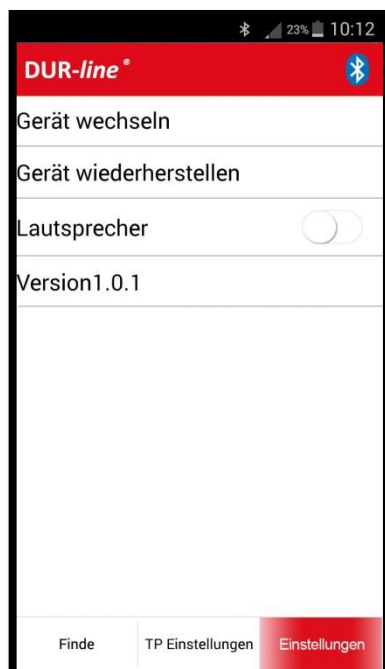 23% 10:12
DUR-line®
Gerät wechseln
Gerät wiederherstellen
Lautsprecher
Version1.0.1
Finde TP Einstellungen Einstellungen